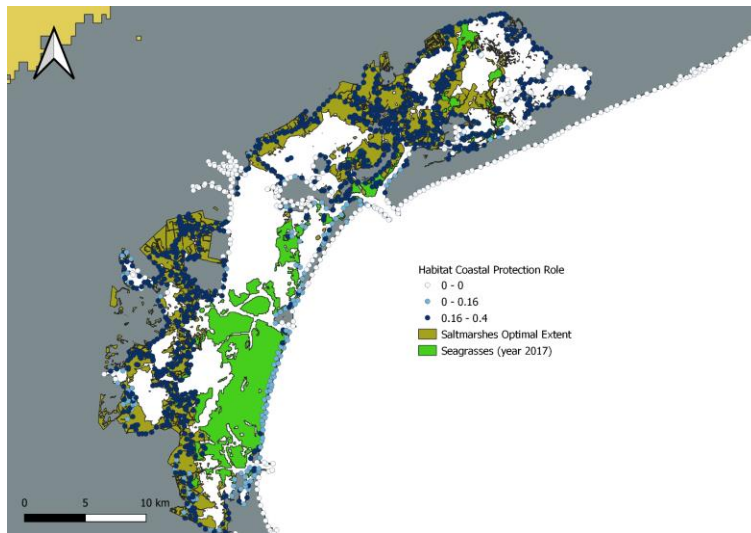 Habitat Coastal Protection Role
0 - 0
0 - 0.16
0.16 - 0.4
Saltmarshes Optimal Extent
Seagrasses (year 2017)
0 5 10 km